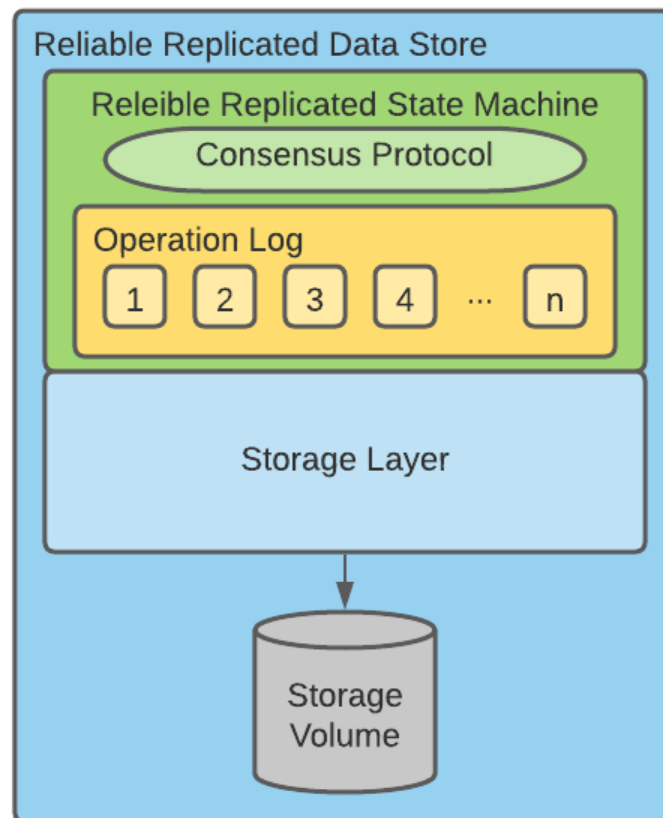 Reliable Replicated Data Store
Releible Replicated State Machine
Consensus Protocol
Operation Log
1 2 3 4 ... n
Storage Layer
Storage
Volume